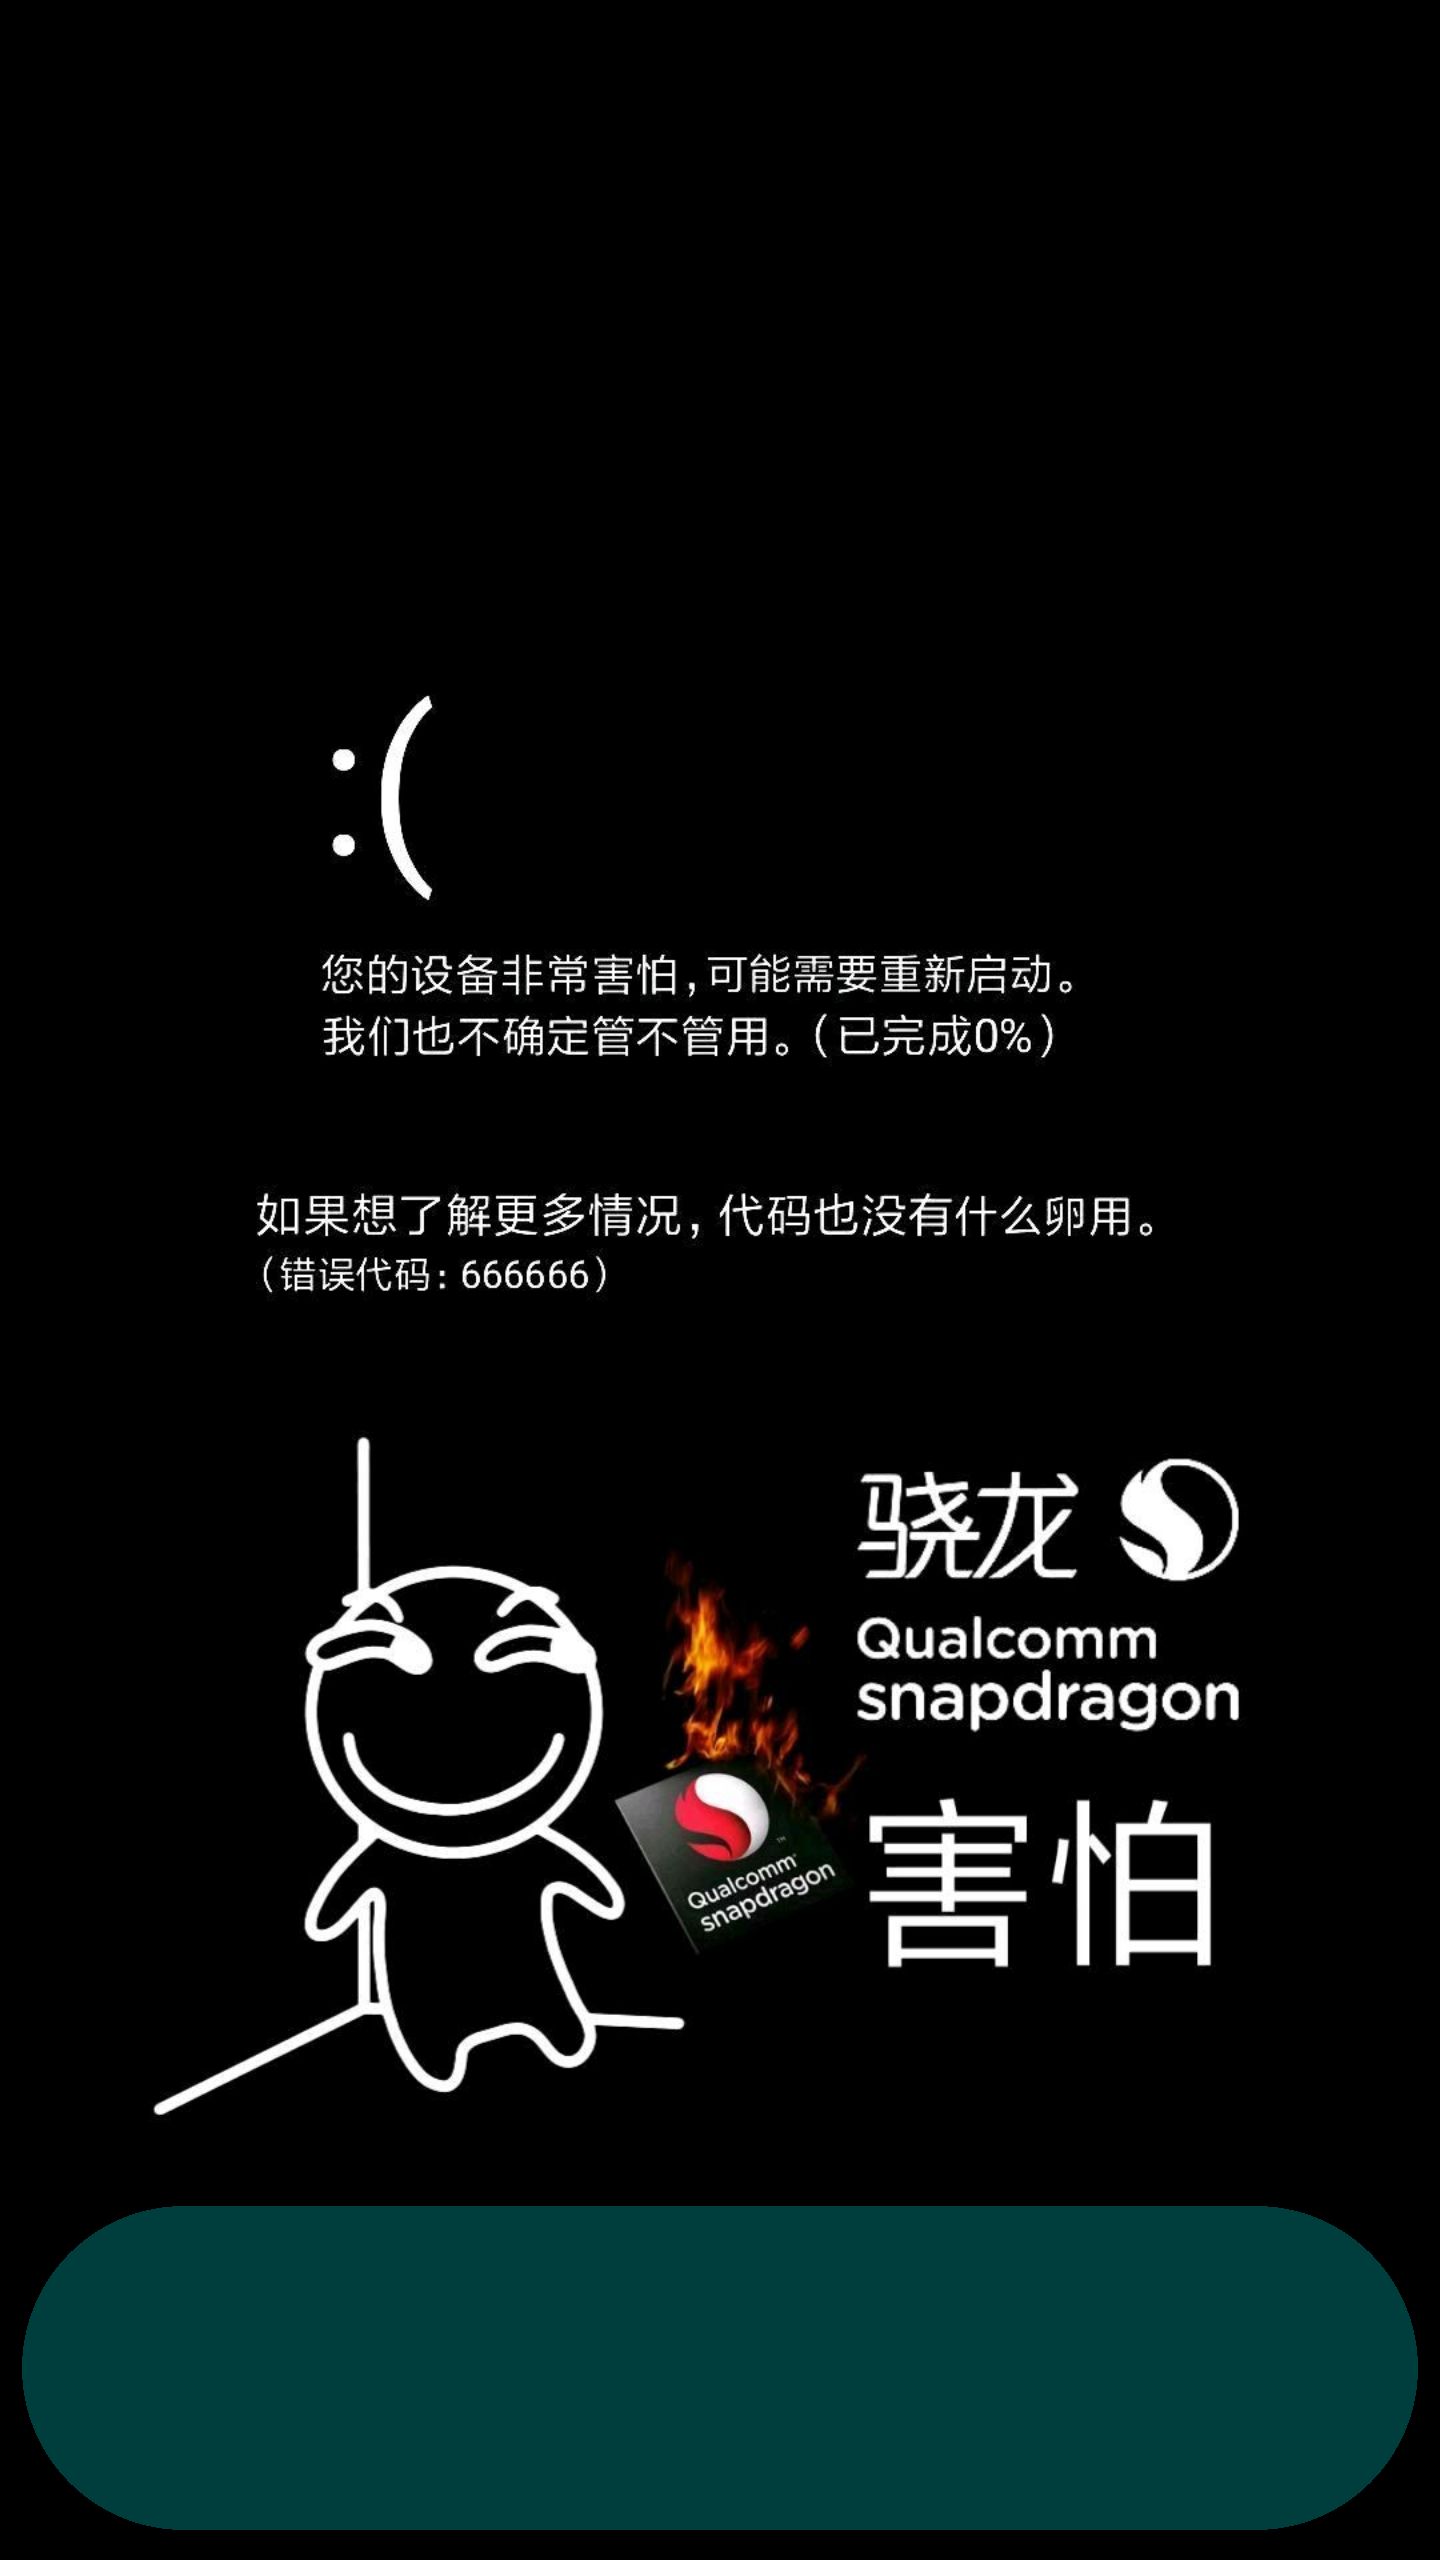 :(
您的设备非常害怕,可能需要重新启动。
我们也不确定管不管用。(已完成0%)
如果想了解更多情况,代码也没有什么卵用。
(错误代码:666666)
骁龙
Qualcomm
snapdragon
Qualcomm
snapdragon
害怕